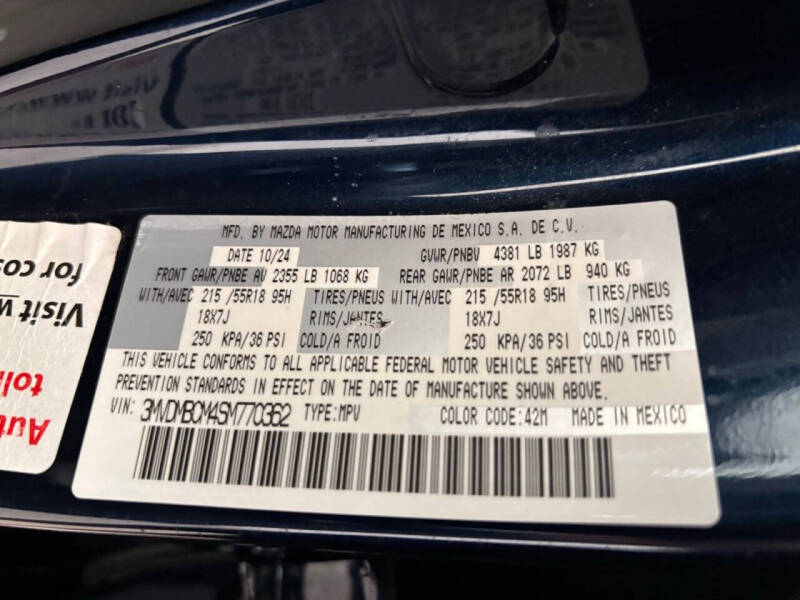 MFD. BY MAZDA MOTOR MANUFACTURING DE MEXICO S.A. DE C.V.
DATE 10/24 GVWR/PNBV 4381 LB 1987 KG
FRONT GAWR/PNBE AV 2355 LB 1068 KG REAR GAWR/PNBE AR 2072 LB 940 KG
WITH/AVEC 215 /55R18 95H TIRES/PNEUS WITH/AVEC 215 /55R18 95H TIRES/PNEUS
18X7J RIMS/JANTES 18X7J RIMS/JANTES
250 KPA/36 PSI COLD/A FROID 250 KPA/36 PSI COLD/A FROID
THIS VEHICLE CONFORMS TO ALL APPLICABLE FEDERAL MOTOR VEHICLE SAFETY AND THEFT
PREVENTION STANDARDS IN EFFECT ON THE DATE OF MANUFACTURE SHOWN ABOVE.
VIN: 3MVDMBCM4SM770362 TYPE:MPV COLOR CODE:42M MADE IN MEXICO
Aut
toll
Visit w
for cos